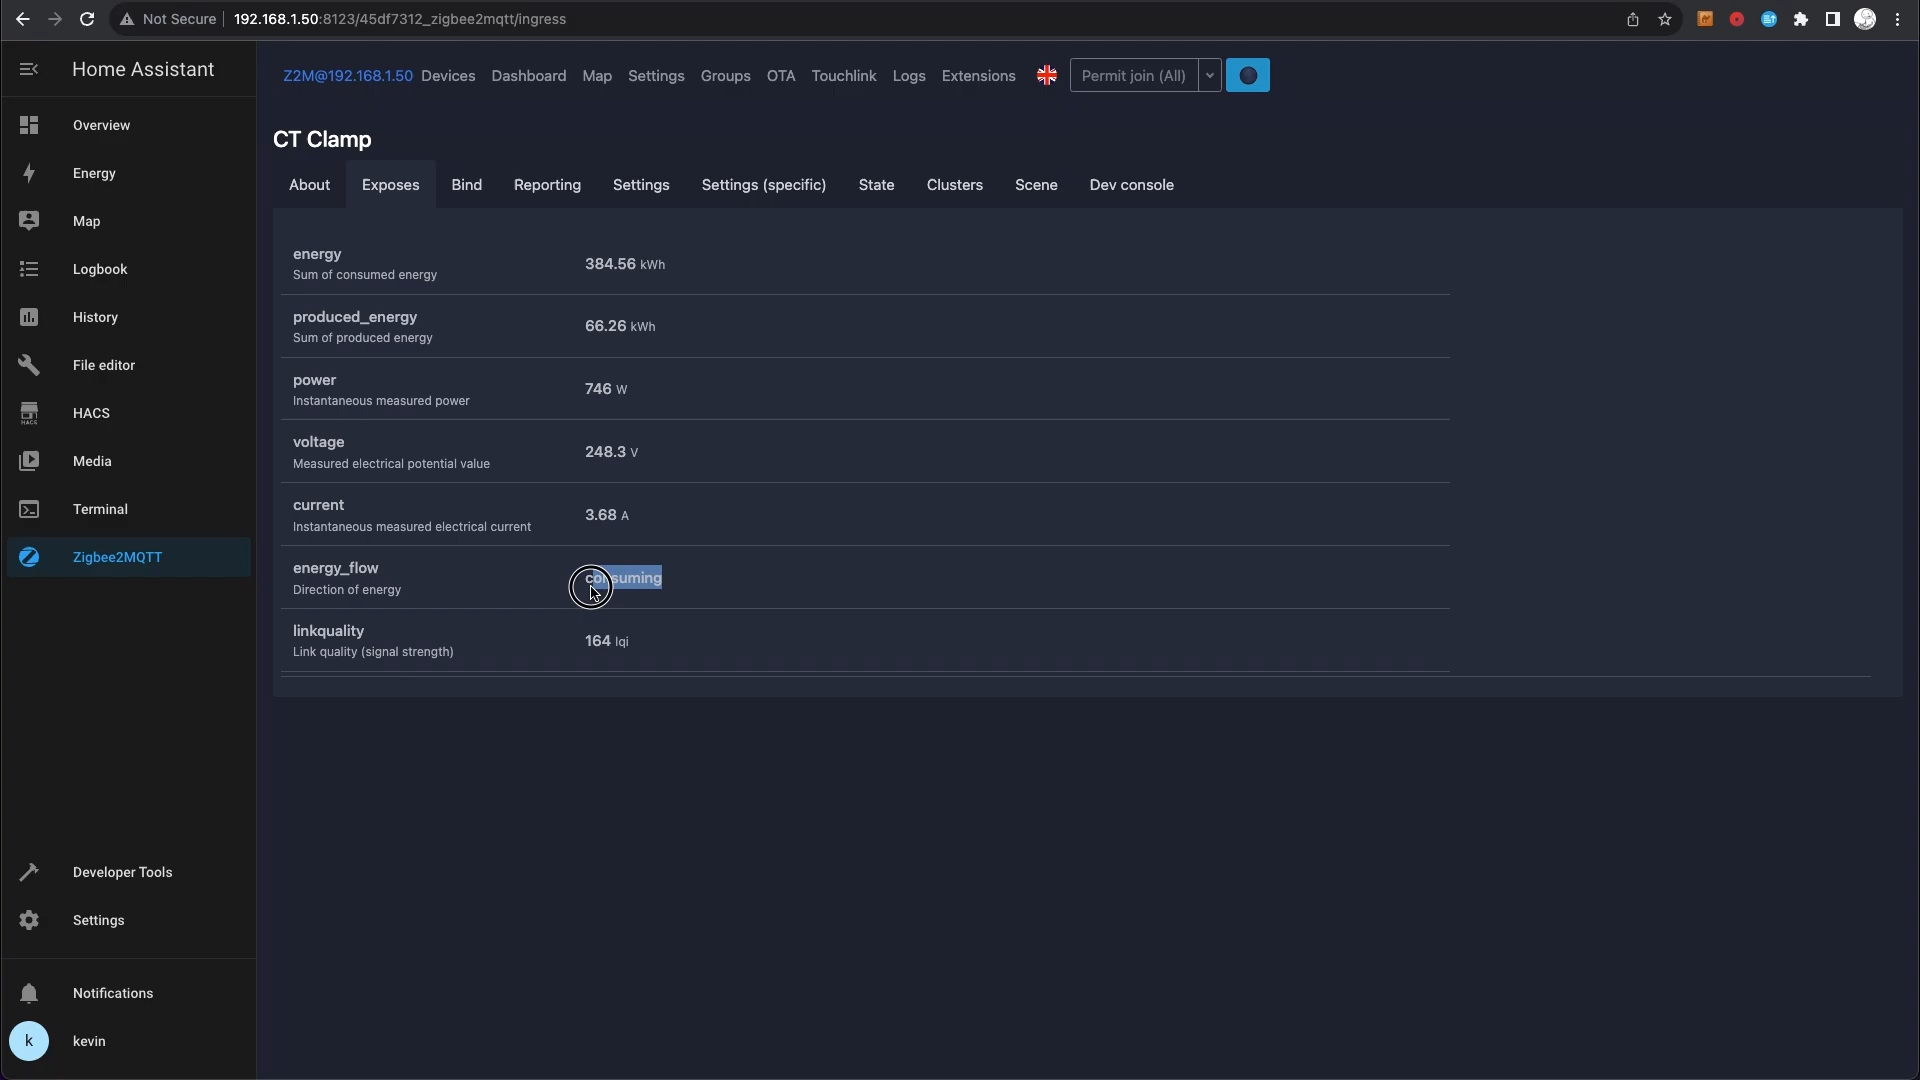 Not Secure
192.168.1.50:8123/45df7312_zigbee2mqtt/ingress
Home Assistant
Overview
Energy
Map
Logbook
History
File editor
HACS
HACS
Media
Terminal
Zigbee2MQTT
Developer Tools
Settings
Notifications
k
kevin
Z2M@192.168.1.50 Devices Dashboard Map Settings Groups OTA Touchlink Logs Extensions Permit join (All)
CT Clamp
About Exposes Bind Reporting Settings Settings (specific) State Clusters Scene Dev console
energy
Sum of consumed energy
384.56 kWh
produced_energy
Sum of produced energy
66.26 kWh
power
Instantaneous measured power
746 W
voltage
Measured electrical potential value
248.3 V
current
Instantaneous measured electrical current
3.68 A
energy_flow
Direction of energy
consuming
linkquality
Link quality (signal strength)
164 lqi